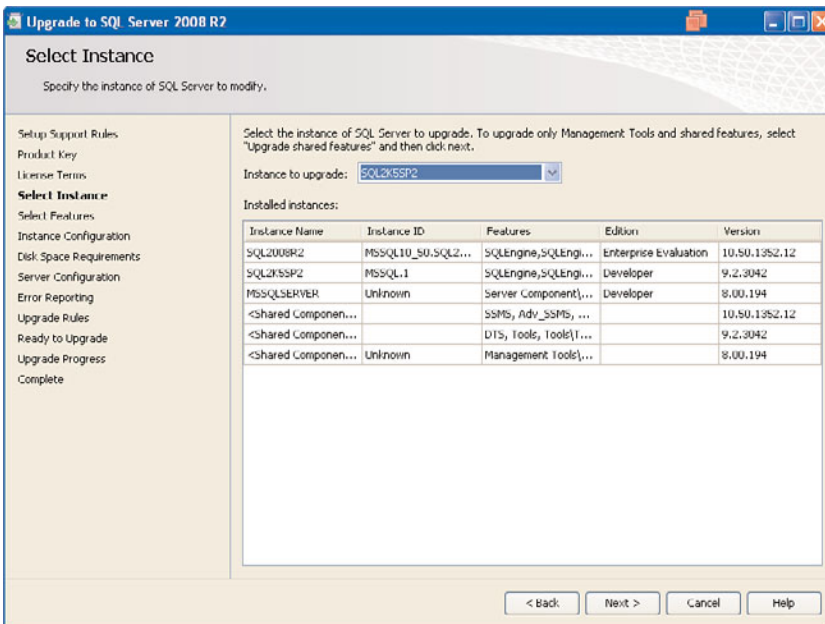 Upgrade to SQL Server 2008 R2
Select Instance
Specify the instance of SQL Server to modify.
Setup Support Rules
Product Key
License Terms
Select Instance
Select Features
Instance Configuration
Disk Space Requirements
Server Configuration
Error Reporting
Upgrade Rules
Ready to Upgrade
Upgrade Progress
Complete
Select the instance of SQL Server to upgrade. To upgrade only Management Tools and shared features, select
"Upgrade shared features" and then click next.
Instance to upgrade: SQL2K5SP2
Installed instances:
Instance Name Instance ID Features Edition Version
SQL2008R2 MSSQL10_50.SQL2... SQLEngine,SQLEngi... Enterprise Evaluation 10.50.1352.12
SQL2K5SP2 MSSQL.1 SQLEngine,SQLEngi... Developer 9.2.3042
MSSQLSERVER Unknown Server Component\... Developer 8.00.194
<Shared Componen... SSMS, Adv_SSMS, ... 10.50.1352.12
<Shared Componen... DTS, Tools, Tools\T... 9.2.3042
<Shared Componen... Unknown Management Tools\... 8.00.194
< Back Next > Cancel Help